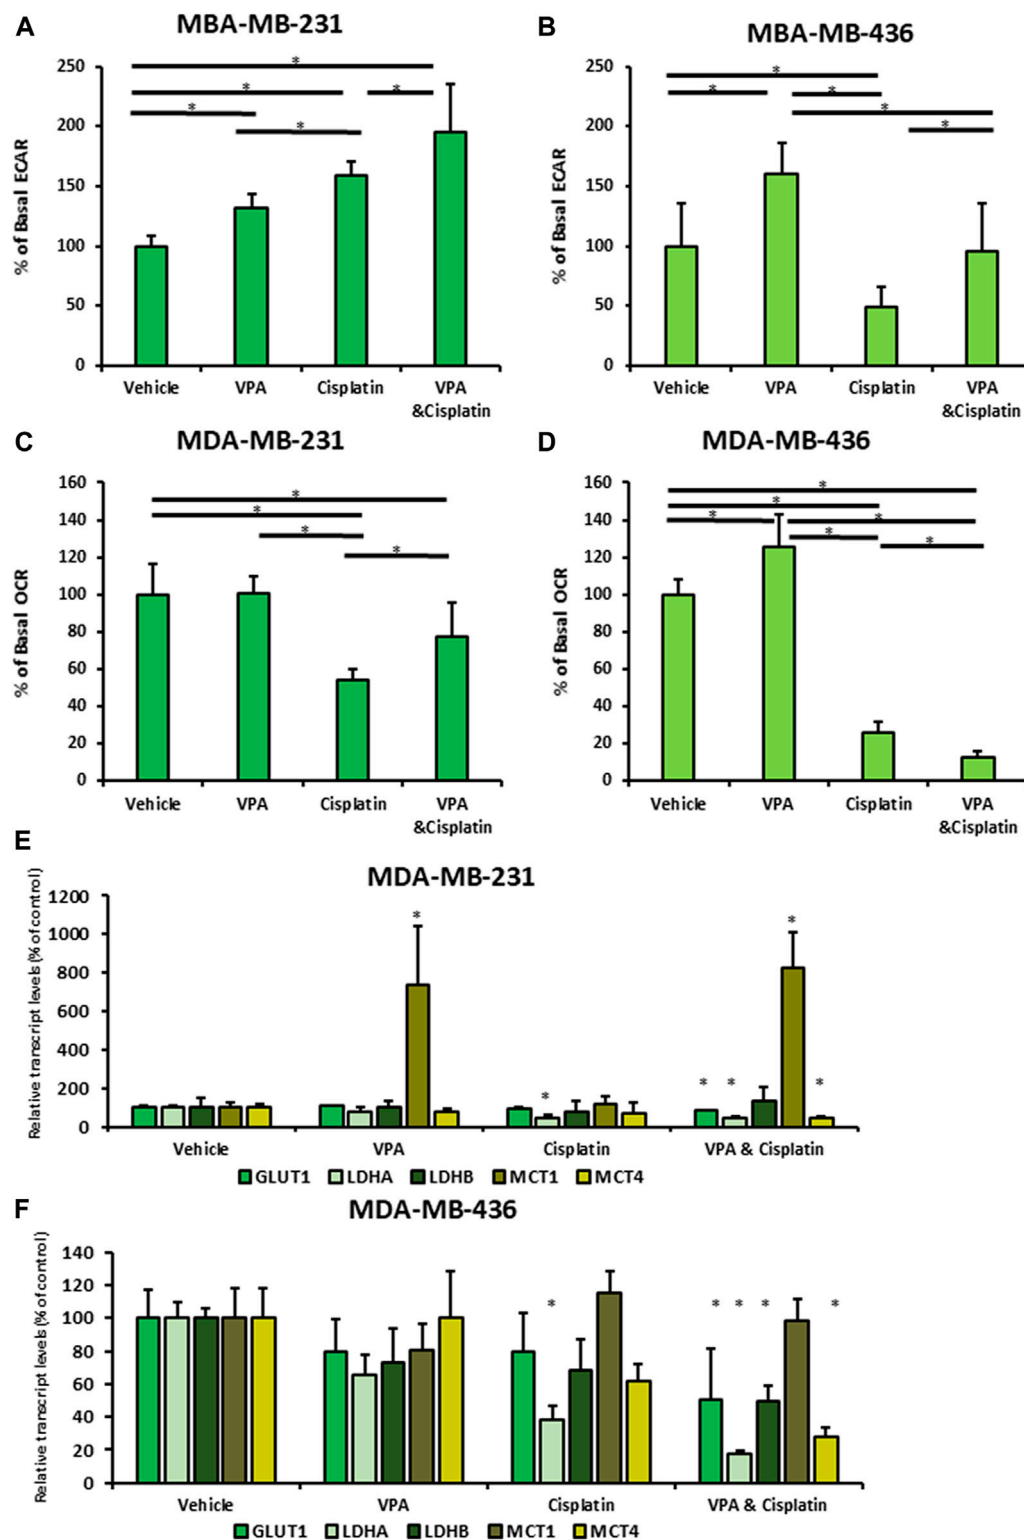 A
MBA-MB-231
% of Basal ECAR
250
200
150
100
50
0
* 
* *
*
*
Vehicle VPA Cisplatin VPA
&Cisplatin
B
MBA-MB-436
% of Basal ECAR
250
200
150
100
50
0
*
* *
*
*
Vehicle VPA Cisplatin VPA
&Cisplatin
C
MDA-MB-231
% of Basal OCR
160
140
120
100
80
60
40
20
0
*
*
*
*
Vehicle VPA Cisplatin VPA
&Cisplatin
D
MDA-MB-436
% of Basal OCR
160
140
120
100
80
60
40
20
0
*
*
* *
* *
Vehicle VPA Cisplatin VPA
&Cisplatin
E
MDA-MB-231
Relative transcript levels (% of control)
1200
1000
800
600
400
200
0
* *
* * * *
Vehicle VPA Cisplatin VPA & Cisplatin
GLUT1 LDHA LDHB MCT1 MCT4
F
MDA-MB-436
Relative transcript levels (% of control)
140
120
100
80
60
40
20
0
* * * * *
Vehicle VPA Cisplatin VPA & Cisplatin
GLUT1 LDHA LDHB MCT1 MCT4